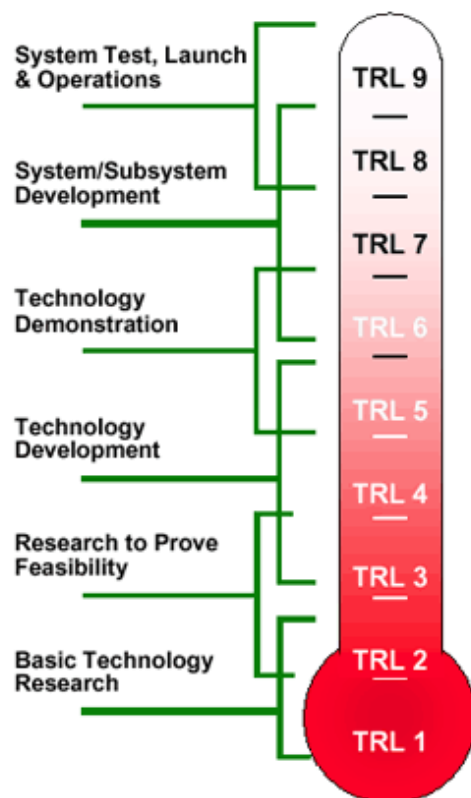 System Test, Launch
& Operations
System/Subsystem
Development
Technology
Demonstration
Technology
Development
Research to Prove
Feasibility
Basic Technology
Research
TRL 9
TRL 8
TRL 7
TRL 6
TRL 5
TRL 4
TRL 3
TRL 2
TRL 1